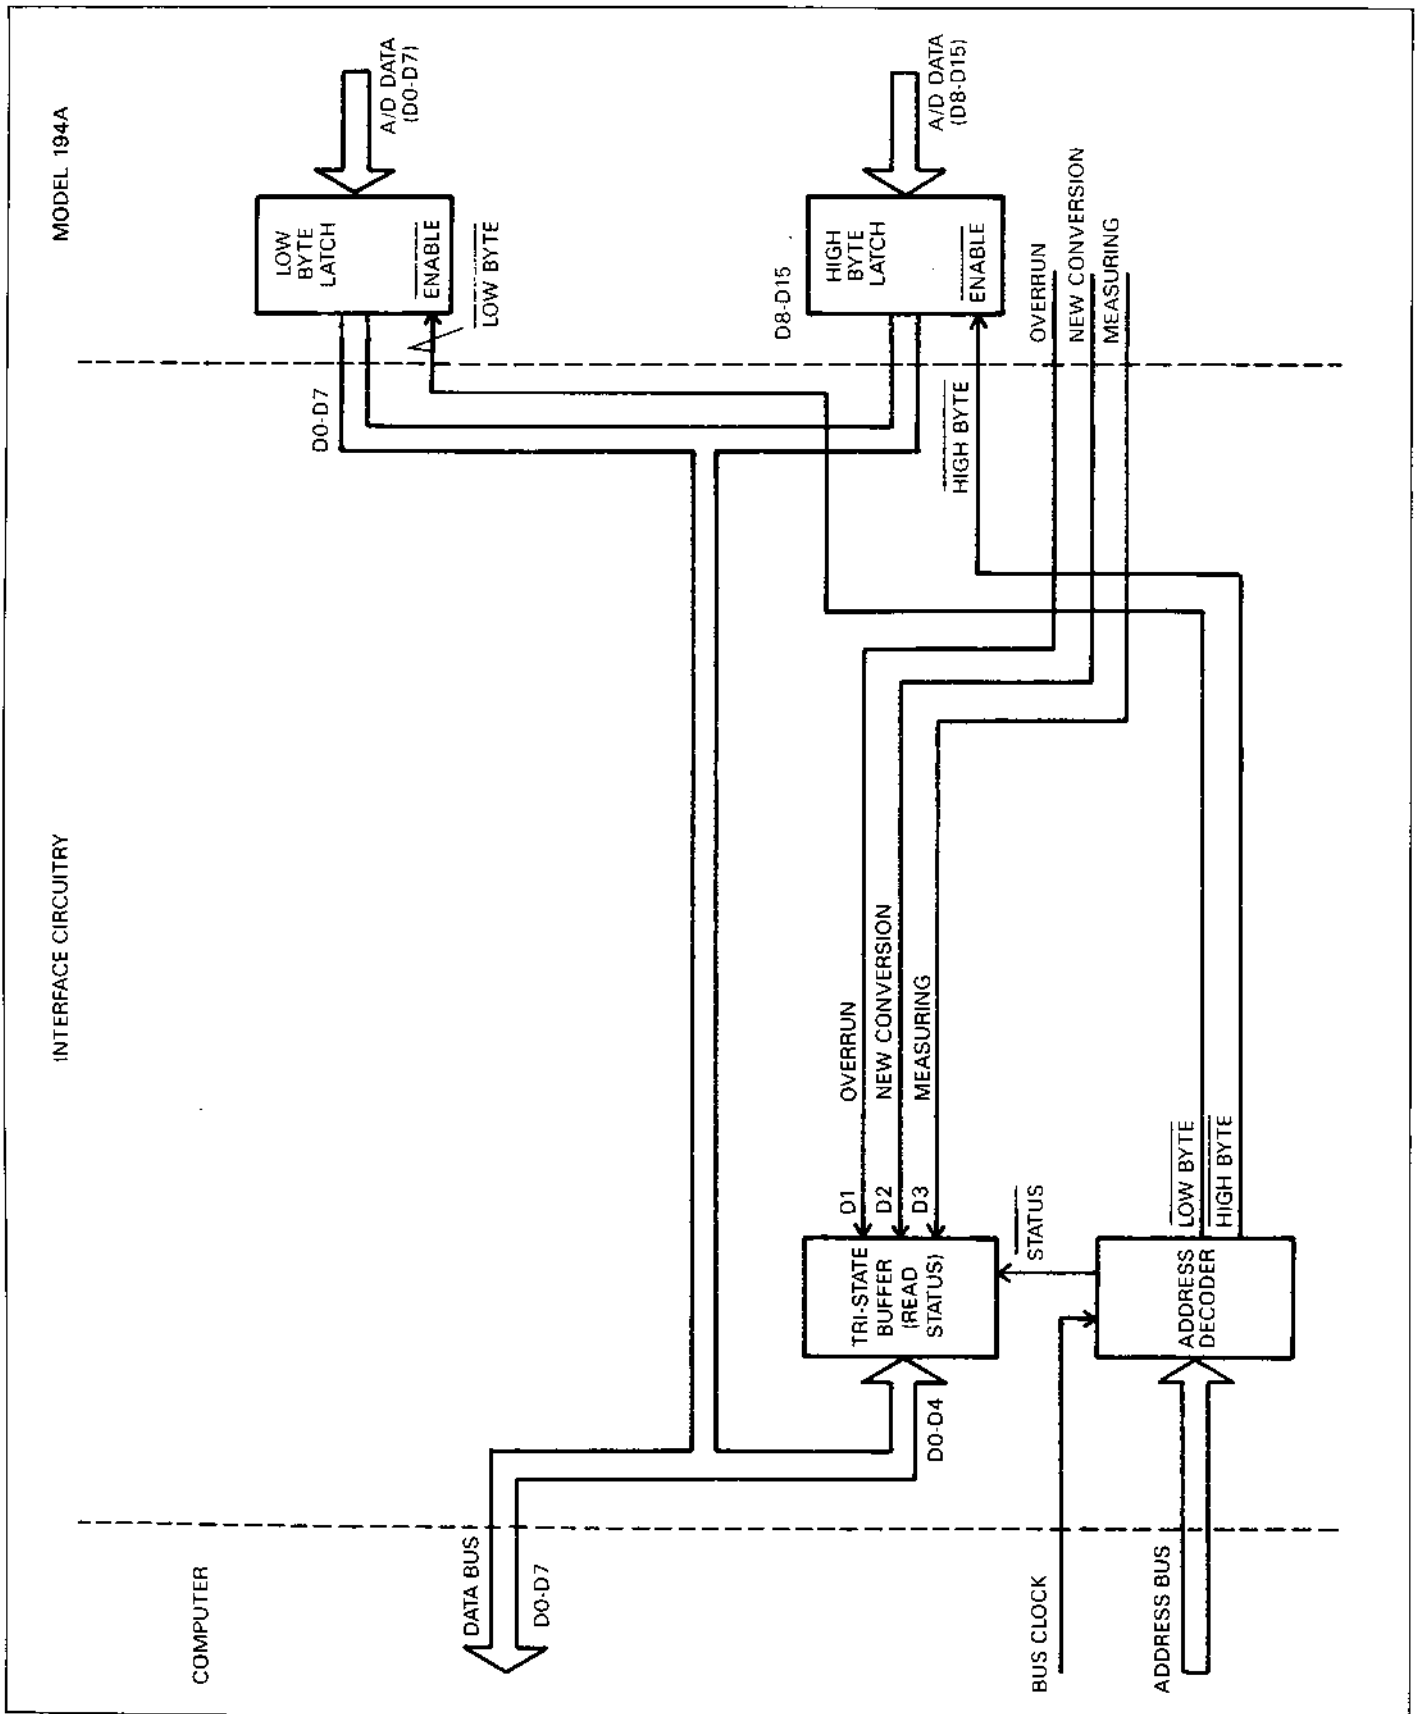 COMPUTER
INTERFACE CIRCUITRY
MODEL 194A
DATA BUS
D0-D7
D0-D7
LOW
BYTE
LATCH
ENABLE
LOW BYTE
A/D DATA
(D0-D7)
D8-D15
HIGH
BYTE
LATCH
ENABLE
HIGH BYTE
A/D DATA
(D8-D15)
TRI-STATE
BUFFER
(READ
STATUS)
D0-D4
D1
OVERRUN
D2
NEW CONVERSION
D3
MEASURING
OVERRUN
NEW CONVERSION
MEASURING
STATUS
BUS CLOCK
ADDRESS BUS
ADDRESS
DECODER
LOW BYTE
HIGH BYTE